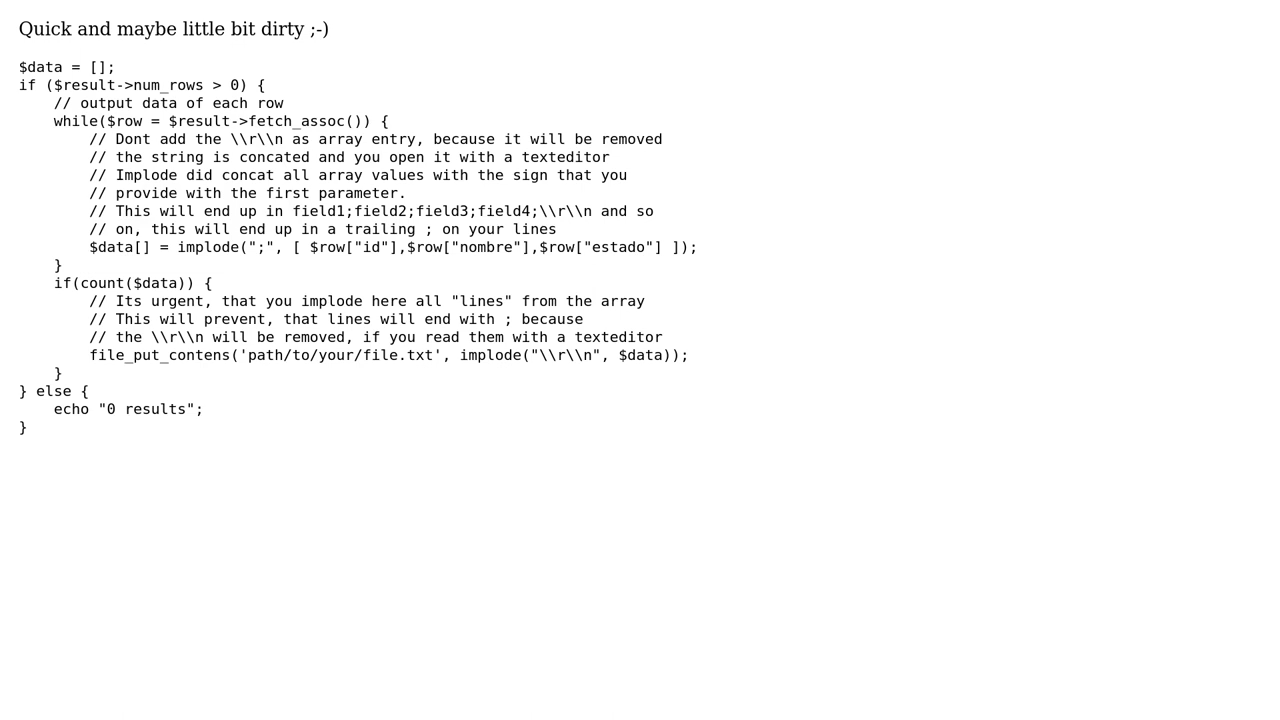 Quick and maybe little bit dirty ;-)
$data = [];
if ($result->num_rows > 0) {
    // output data of each row
    while($row = $result->fetch_assoc()) {
        // Dont add the \\r\\n as array entry, because it will be removed
        // the string is concated and you open it with a texteditor
        // Implode did concat all array values with the sign that you
        // provide with the first parameter.
        // This will end up in field1;field2;field3;field4;\\r\\n and so
        // on, this will end up in a trailing ; on your lines
        $data[] = implode(";", [ $row["id"],$row["nombre"],$row["estado"] ]);
    }
    if(count($data)) {
        // Its urgent, that you implode here all "lines" from the array
        // This will prevent, that lines will end with ; because
        // the \\r\\n will be removed, if you read them with a texteditor
        file_put_contens('path/to/your/file.txt', implode("\\r\\n", $data));
    }
} else {
    echo "0 results";
}